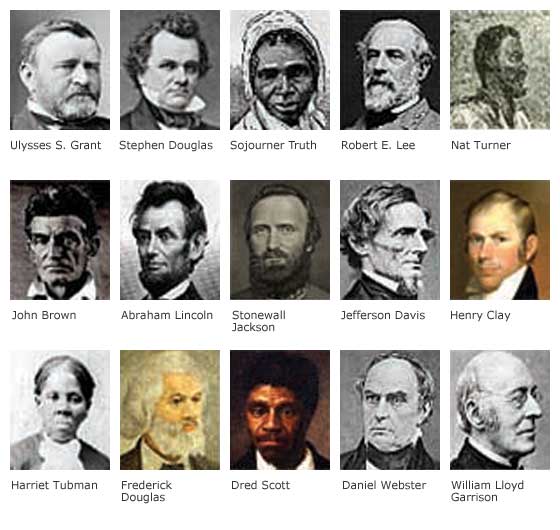 Ulysses S. Grant
Stephen Douglas
Sojourner Truth
Robert E. Lee
Nat Turner
John Brown
Abraham Lincoln
Stonewall
Jackson
Jefferson Davis
Henry Clay
Harriet Tubman
Frederick
Douglas
Dred Scott
Daniel Webster
William Lloyd
Garrison